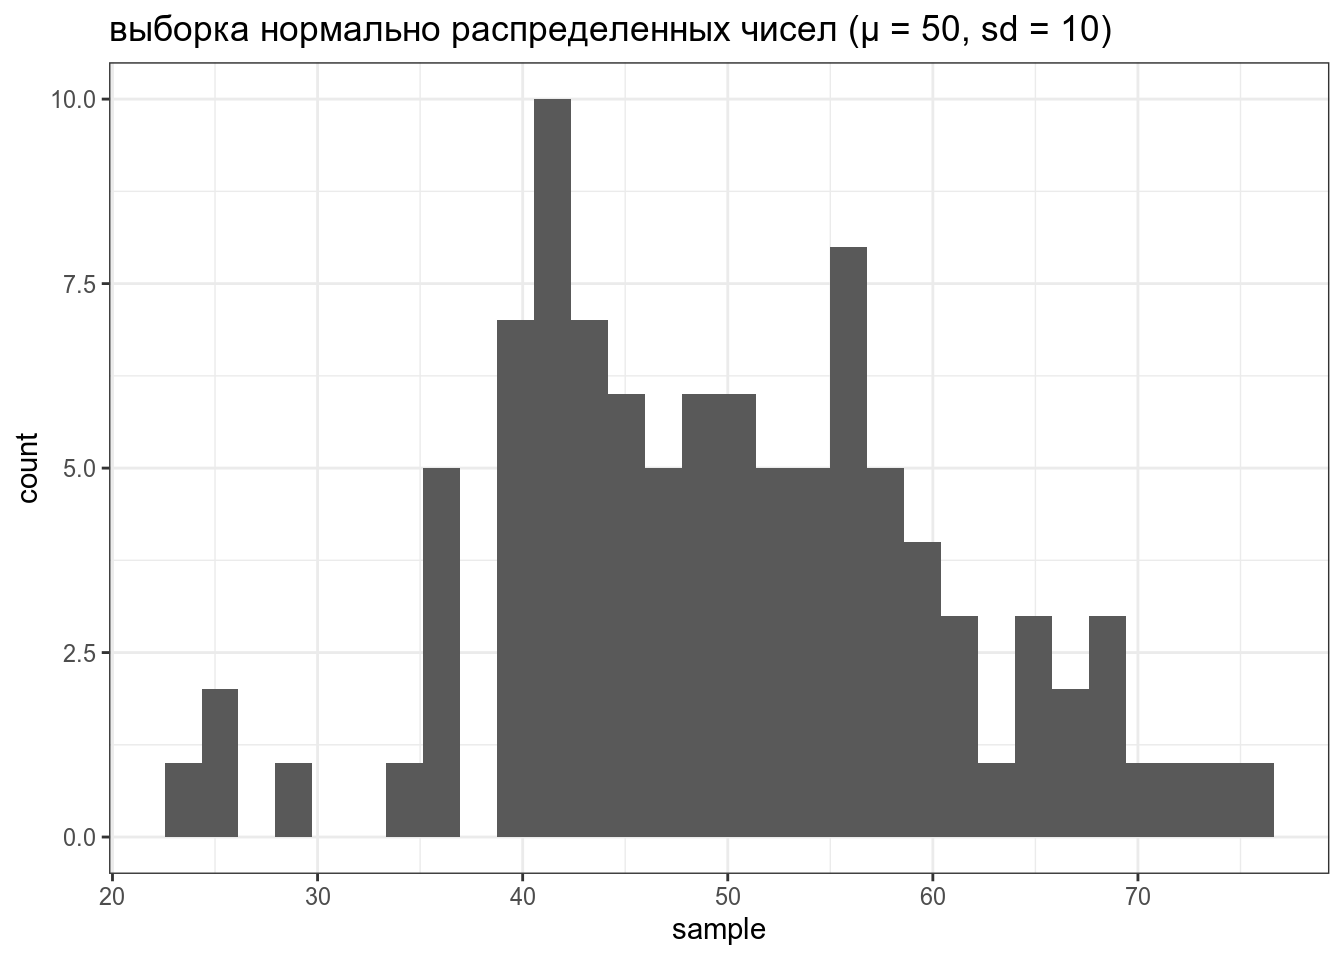 выборка нормально распределенных чисел (μ = 50, sd = 10)
10.0
7.5
5.0
2.5
0.0
count
20 30 40 50 60 70
sample